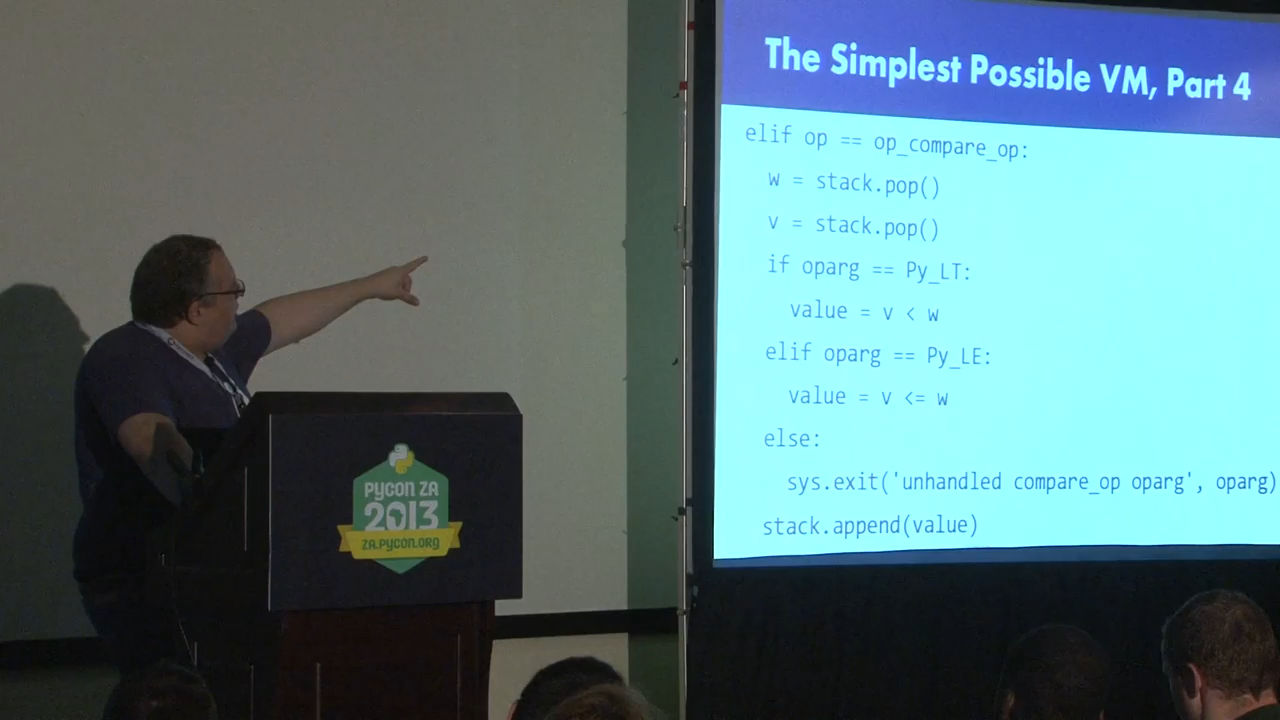 The Simplest Possible VM, Part 4
elif op == op_compare_op:
w = stack.pop()
v = stack.pop()
if oparg == Py_LT:
value = v < w
elif oparg == Py_LE:
value = v <= w
else:
sys.exit('unhandled compare_op oparg', oparg)
stack.append(value)
PYCON ZA
2013
ZA.PYCON.ORG